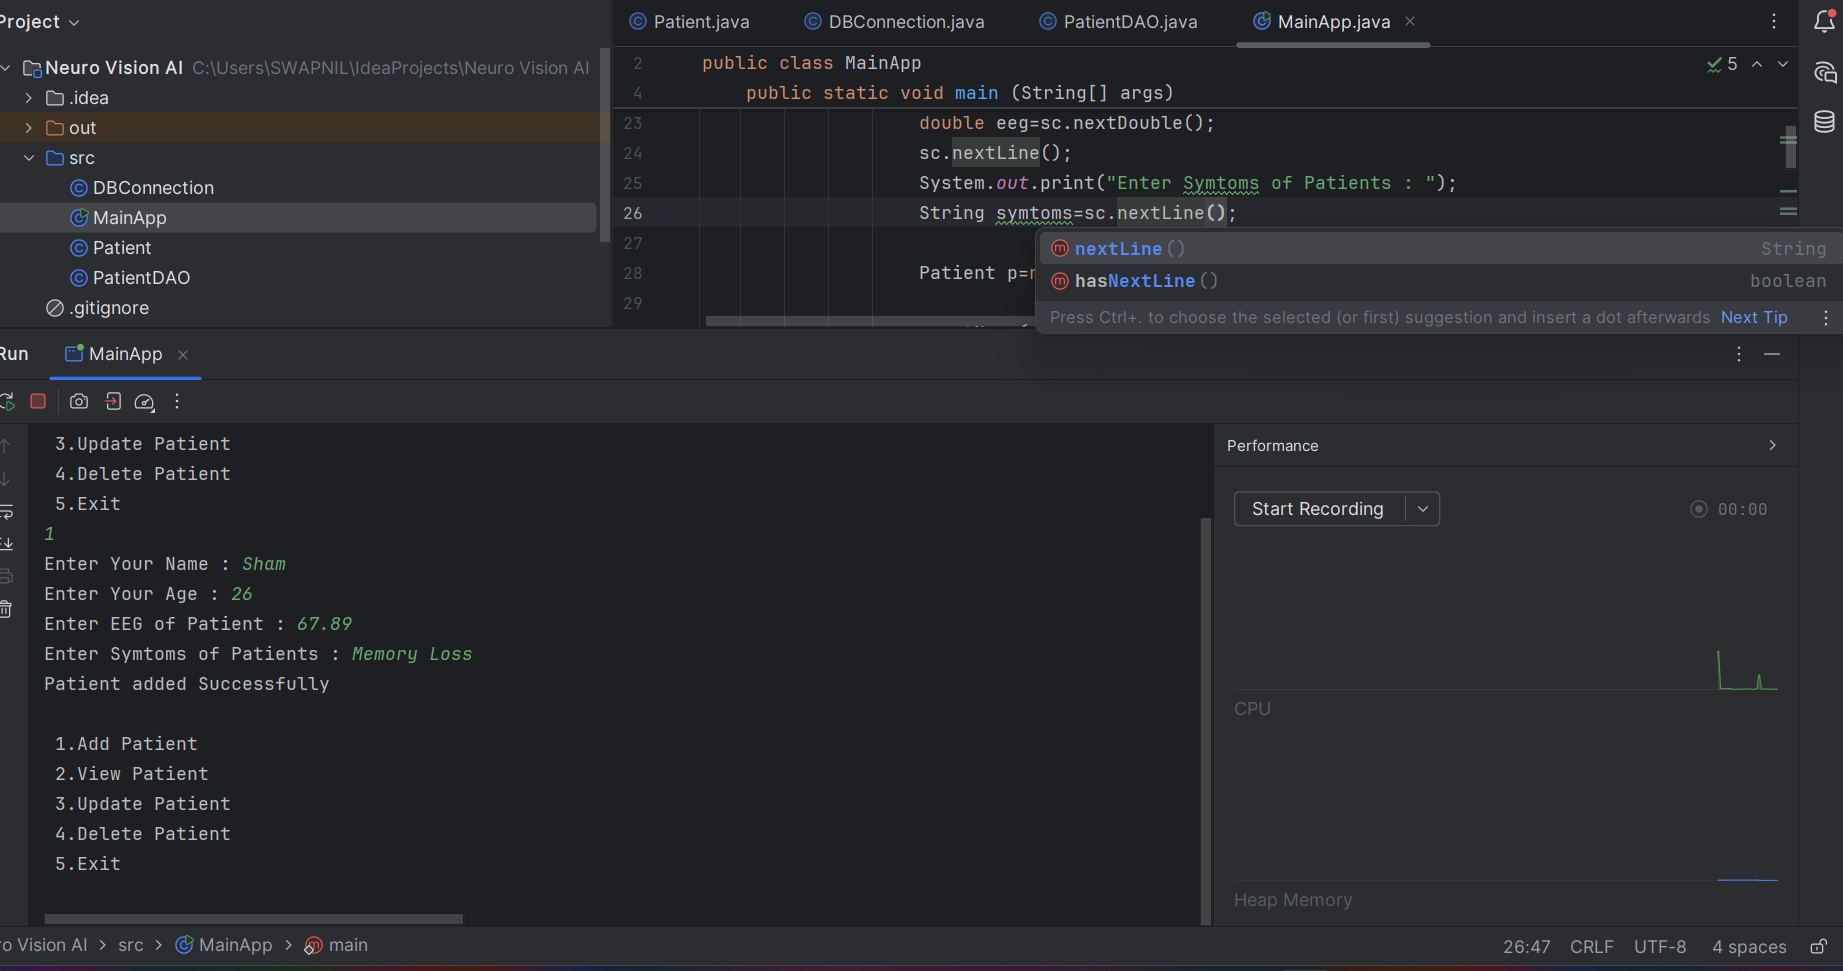 Project
Neuro Vision AI C:\Users\SWAPNIL\IdeaProjects\Neuro Vision AI
.idea
out
src
DBConnection
MainApp
Patient
PatientDAO
.gitignore
Patient.java DBConnection.java PatientDAO.java MainApp.java
2 public class MainApp 5
4 public static void main (String[] args)
23 double eeg=sc.nextDouble();
24 sc.nextLine();
25 System.out.print("Enter Symtoms of Patients : ");
26 String symtoms=sc.nextLine();
27
28 Patient p=
29
nextLine() String
hasNextLine() boolean
Press Ctrl+. to choose the selected (or first) suggestion and insert a dot afterwards Next Tip
Run MainApp
3.Update Patient
4.Delete Patient
5.Exit
1
Enter Your Name : Sham
Enter Your Age : 26
Enter EEG of Patient : 67.89
Enter Symtoms of Patients : Memory Loss
Patient added Successfully
1.Add Patient
2.View Patient
3.Update Patient
4.Delete Patient
5.Exit
Performance
Start Recording 00:00
CPU
Heap Memory
ro Vision AI > src > MainApp > main
26:47 CRLF UTF-8 4 spaces